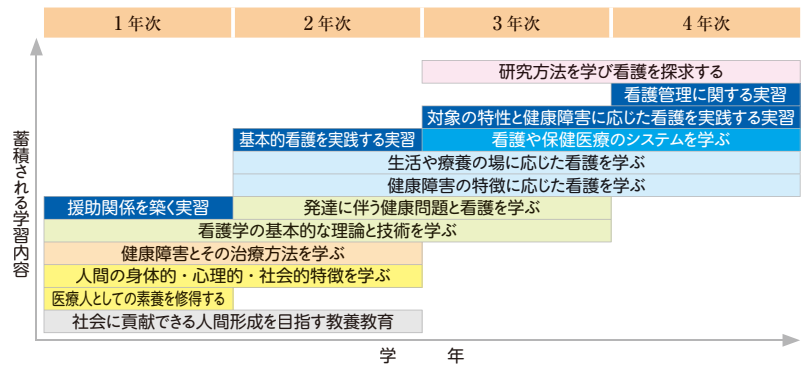 1年次 2年次 3年次 4年次
研究方法を学び看護を探求する
看護管理に関する実習
対象の特性と健康障害に応じた看護を実践する実習
基本的看護を実践する実習 看護や保健医療のシステムを学ぶ
生活や療養の場に応じた看護を学ぶ
健康障害の特徴に応じた看護を学ぶ
援助関係を築く実習 発達に伴う健康問題と看護を学ぶ
看護学の基本的な理論と技術を学ぶ
健康障害とその治療方法を学ぶ
人間の身体的・心理的・社会的特徴を学ぶ
医療人としての素養を修得する
社会に貢献できる人間形成を目指す教養教育
蓄積される学習内容
学 年